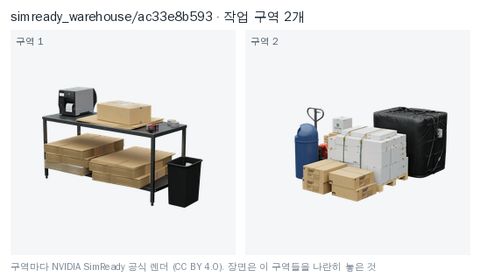 simready_warehouse/ac33e8b593 · 작업 구역 2개
구역 1
구역 2
구역마다 NVIDIA SimReady 공식 렌더 (CC BY 4.0). 장면은 이 구역들을 나란히 놓은 것